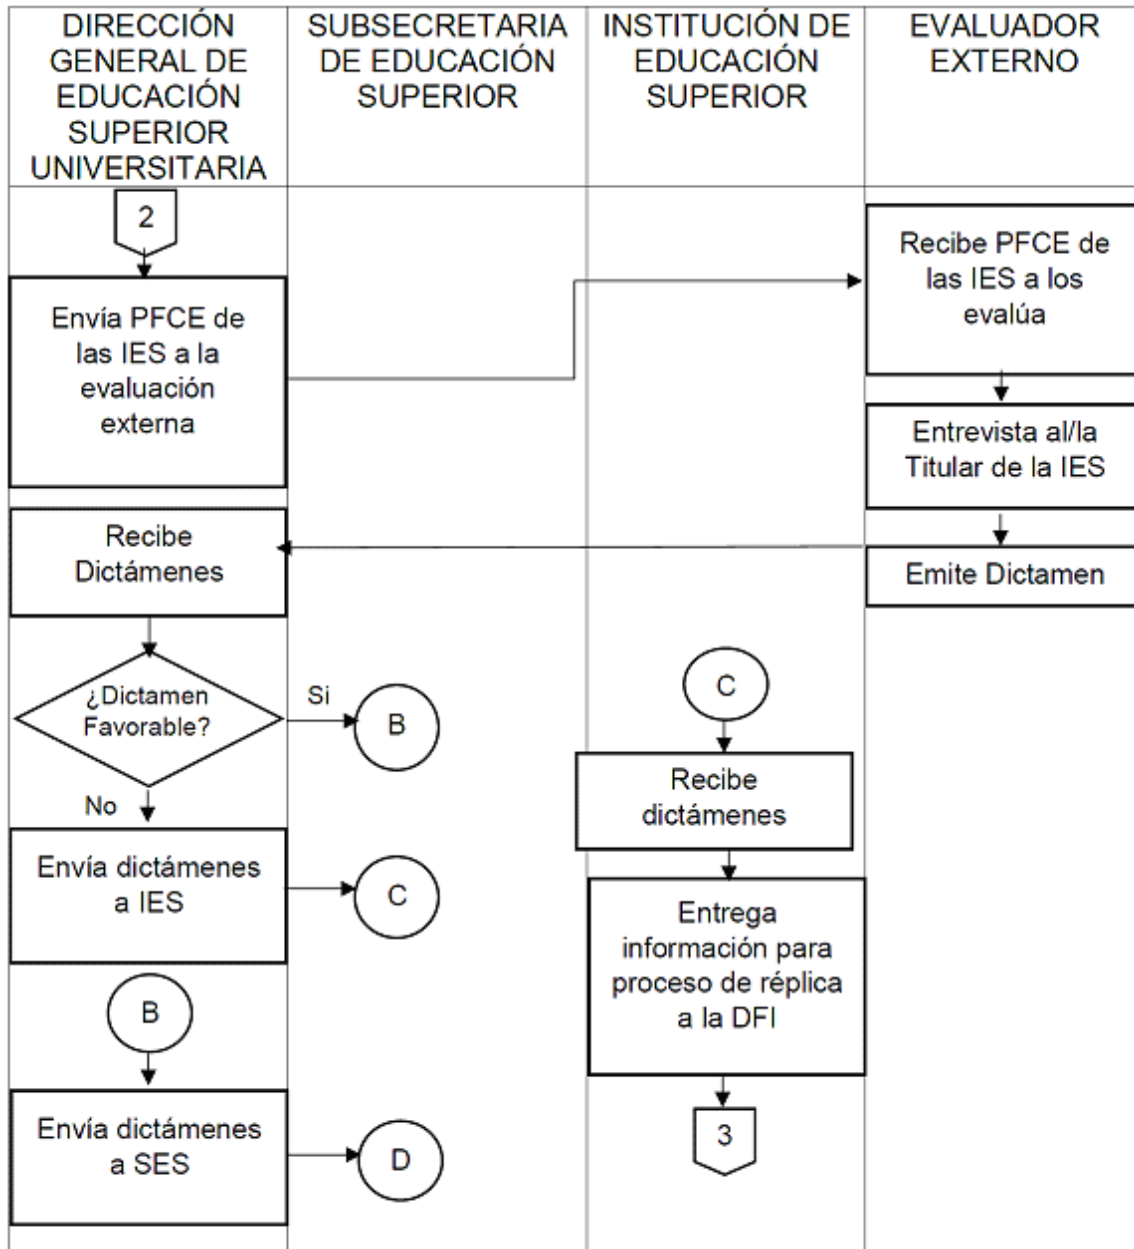 DIRECCIÓN
GENERAL DE
EDUCACIÓN
SUPERIOR
UNIVERSITARIA
SUBSECRETARIA
DE EDUCACIÓN
SUPERIOR
INSTITUCIÓN DE
EDUCACIÓN
SUPERIOR
EVALUADOR
EXTERNO
2
Envía PFCE de
las IES a la
evaluación
externa
Recibe PFCE de
las IES a los
evalúa
Entrevista al/la
Titular de la IES
Emite Dictamen
Recibe
Dictámenes
¿Dictamen
Favorable?
Si
B
No
Envía dictámenes
a IES
C
C
Recibe
dictámenes
Entrega
información para
proceso de réplica
a la DFI
3
B
Envía dictámenes
a SES
D